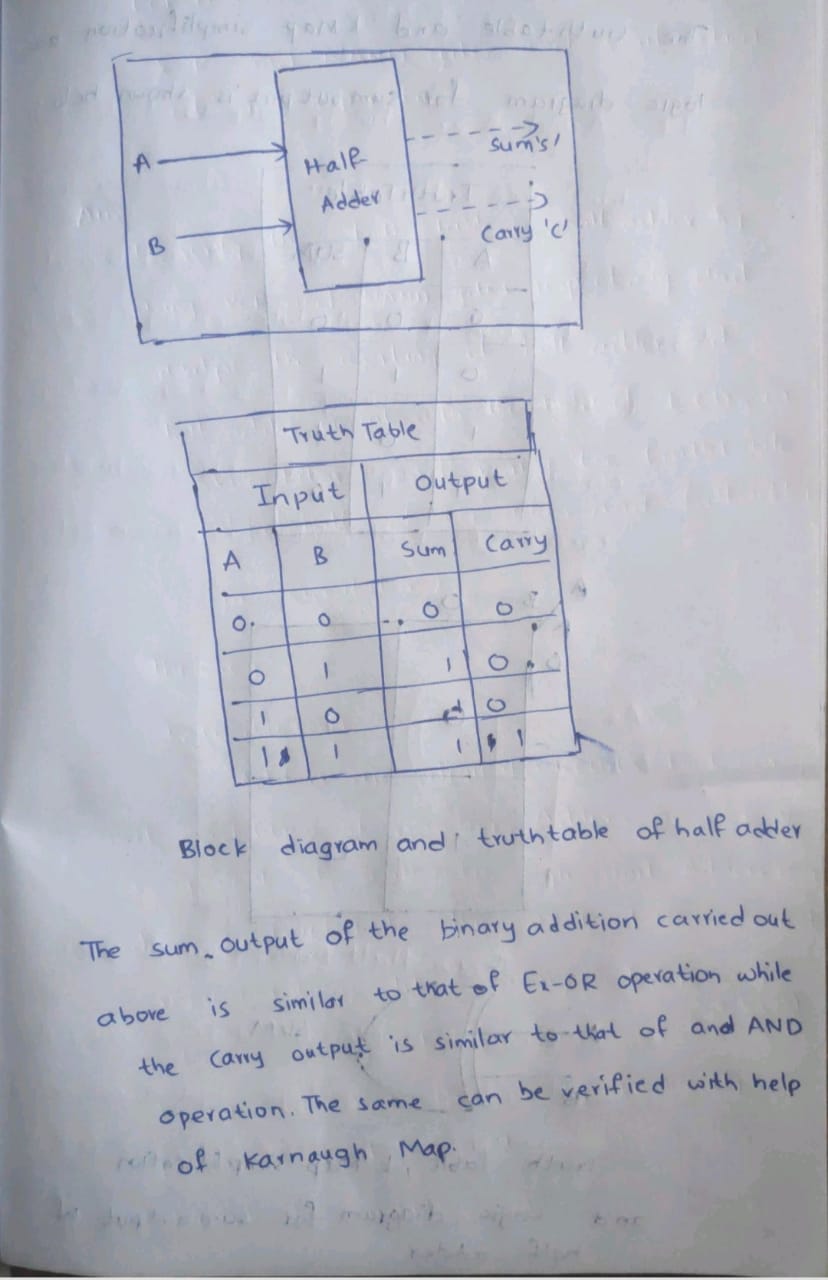 A
Half
Adder
Sum 's'
B
Carry 'c'
Truth Table
Input Output
A B Sum Carry
0 0 0 0
0 1 1 0
1 0 0
1 1 1 1
Block diagram and truthtable of half adder
The sum output of the binary addition carried out
above is similar to that of Ex-OR operation while
the carry output is similar to that of and AND
operation. The same can be verified with help
of Karnaugh Map.